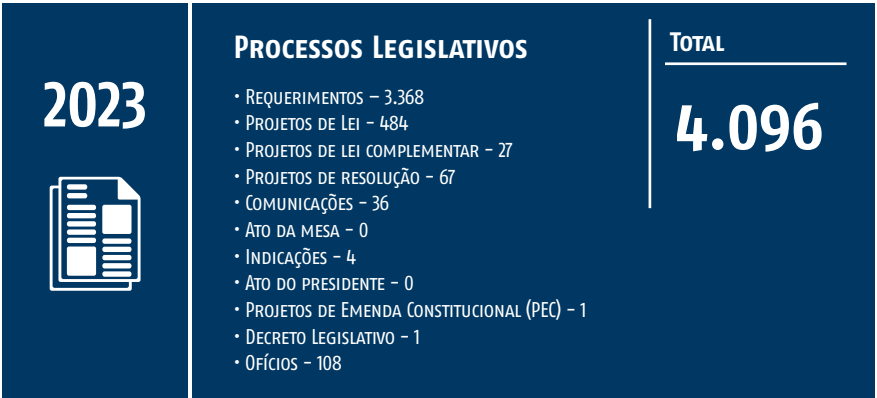 2023
Processos Legislativos
• Requerimentos – 3.368
• Projetos de Lei – 484
• Projetos de lei complementar – 27
• Projetos de resolução – 67
• Comunicações – 36
• Ato da mesa – 0
• Indicações – 4
• Ato do presidente – 0
• Projetos de Emenda Constitucional (PEC) – 1
• Decreto Legislativo – 1
• Ofícios – 108
Total
4.096